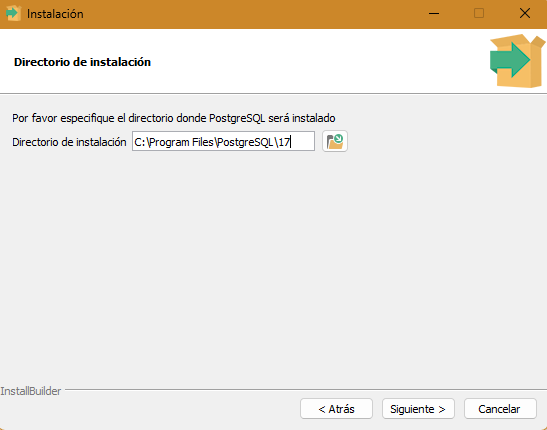 Instalación
Directorio de instalación
Por favor especifique el directorio donde PostgreSQL será instalado
Directorio de instalación C:\Program Files\PostgreSQL\17
InstallBuilder
< Atrás Siguiente > Cancelar